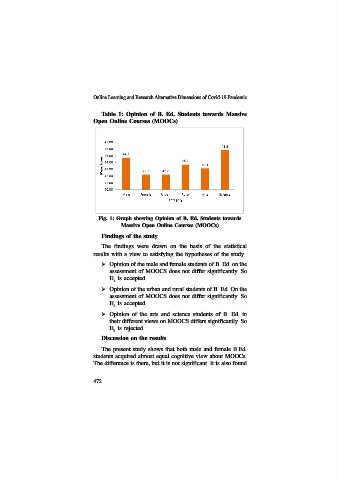 Online Learning and Research Alternative Dimensions of Covid-19 Pandemic
Table 1: Opinion of B. Ed. Students towards Massive
Open Online Courses (MOOCs)
Fig. 1: Graph showing Opinion of B. Ed. Students towards
Massive Open Online Courses (MOOCs)
Findings of the study
The findings were drawn on the basis of the statistical
results with a view to satisfying the hypotheses of the study
➤ Opinion of the male and female students of B Ed on the
assessment of MOOCS does not differ significantly So
is accepted
➤ Opinion of the urban and rural students of B Ed On the
assessment of MOOCS does not differ significantly So
is accepted
➤ Opinion of the arts and science students of B Ed in
their different views on MOOCS differs significantly So
is rejected
Discussion on the results
The present study shows that both male and female B Ed
students acquired almost equal cognitive view about MOOCs
The difference is there, but it is not significant It is also found
472